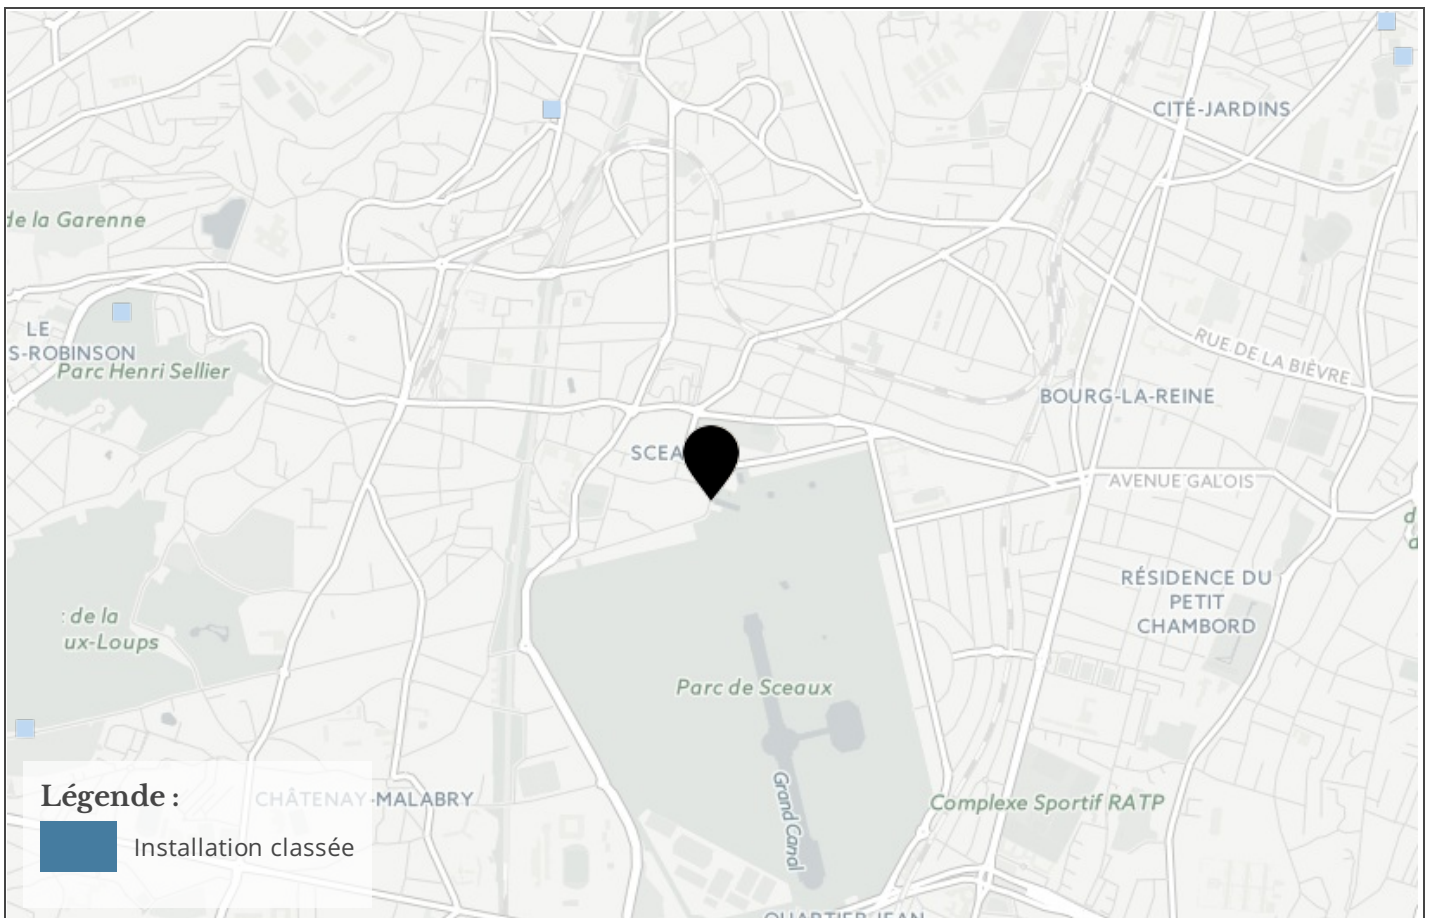 CITÉ-JARDINS
de la Garenne
LE
S-ROBINSON
Parc Henri Sellier
RUE DE LA BIÈVRE
BOURG-LA-REINE
SCEA
AVENUE GALOIS
d
a
RÉSIDENCE DU
PETIT
CHAMBORD
de la
ux-Loups
Parc de Sceaux
Grand Canal
Complexe Sportif RATP
CHÂTENAY-MALABRY
Légende :
Installation classée
QUARTIER JEAN